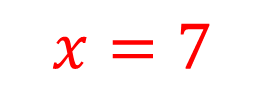 x = 7